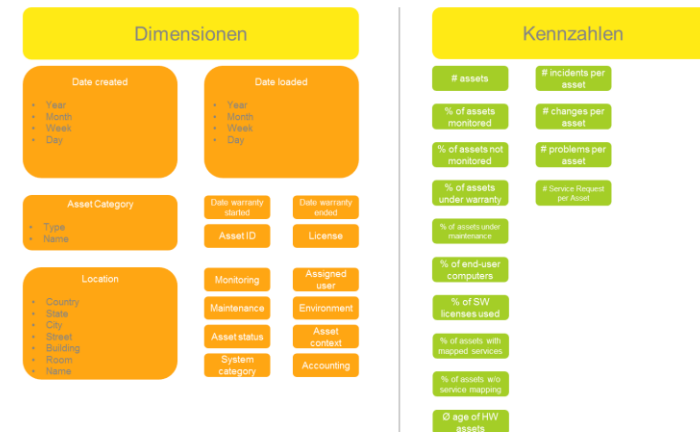 Dimensionen
Date created
• Year
• Month
• Week
• Day
Date loaded
• Year
• Month
• Week
• Day
Asset Category
• Type
• Name
Date warranty
started
Date warranty
ended
Asset ID
License
Location
• Country
• State
• City
• Street
• Building
• Room
• Name
Monitoring
Assigned
user
Maintenance
Environment
Asset status
Asset
context
System
category
Accounting
Kennzahlen
# assets
# incidents per
asset
% of assets
monitored
# changes per
asset
% of assets not
monitored
# problems per
asset
% of assets
under warranty
# Service Request
per Asset
% of assets under
maintenance
% of end-user
computers
% of SW
licenses used
% of assets with
mapped services
% of assets w/o
service mapping
Ø age of HW
assets